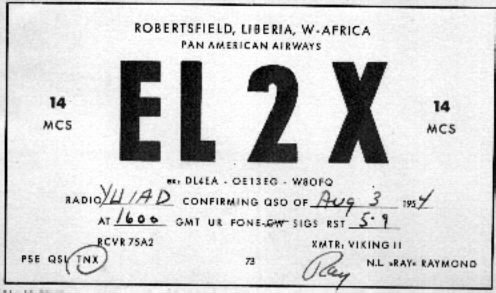 ROBERTSFIELD, LIBERIA, W-AFRICA
PAN AMERICAN AIRWAYS
EL2X
14 MCS
14 MCS
EX: DL4EA - OE13EG - W8OFQ
RADIO CONFIRMING QSO OF Aug 3 1954
AT 1600 GMT UR FONE-CW SIGS RST 5-9
RCVR 75A2 XMTR: VIKING II
PSE QSL TNX 73 Ray N.L. »RAY« RAYMOND